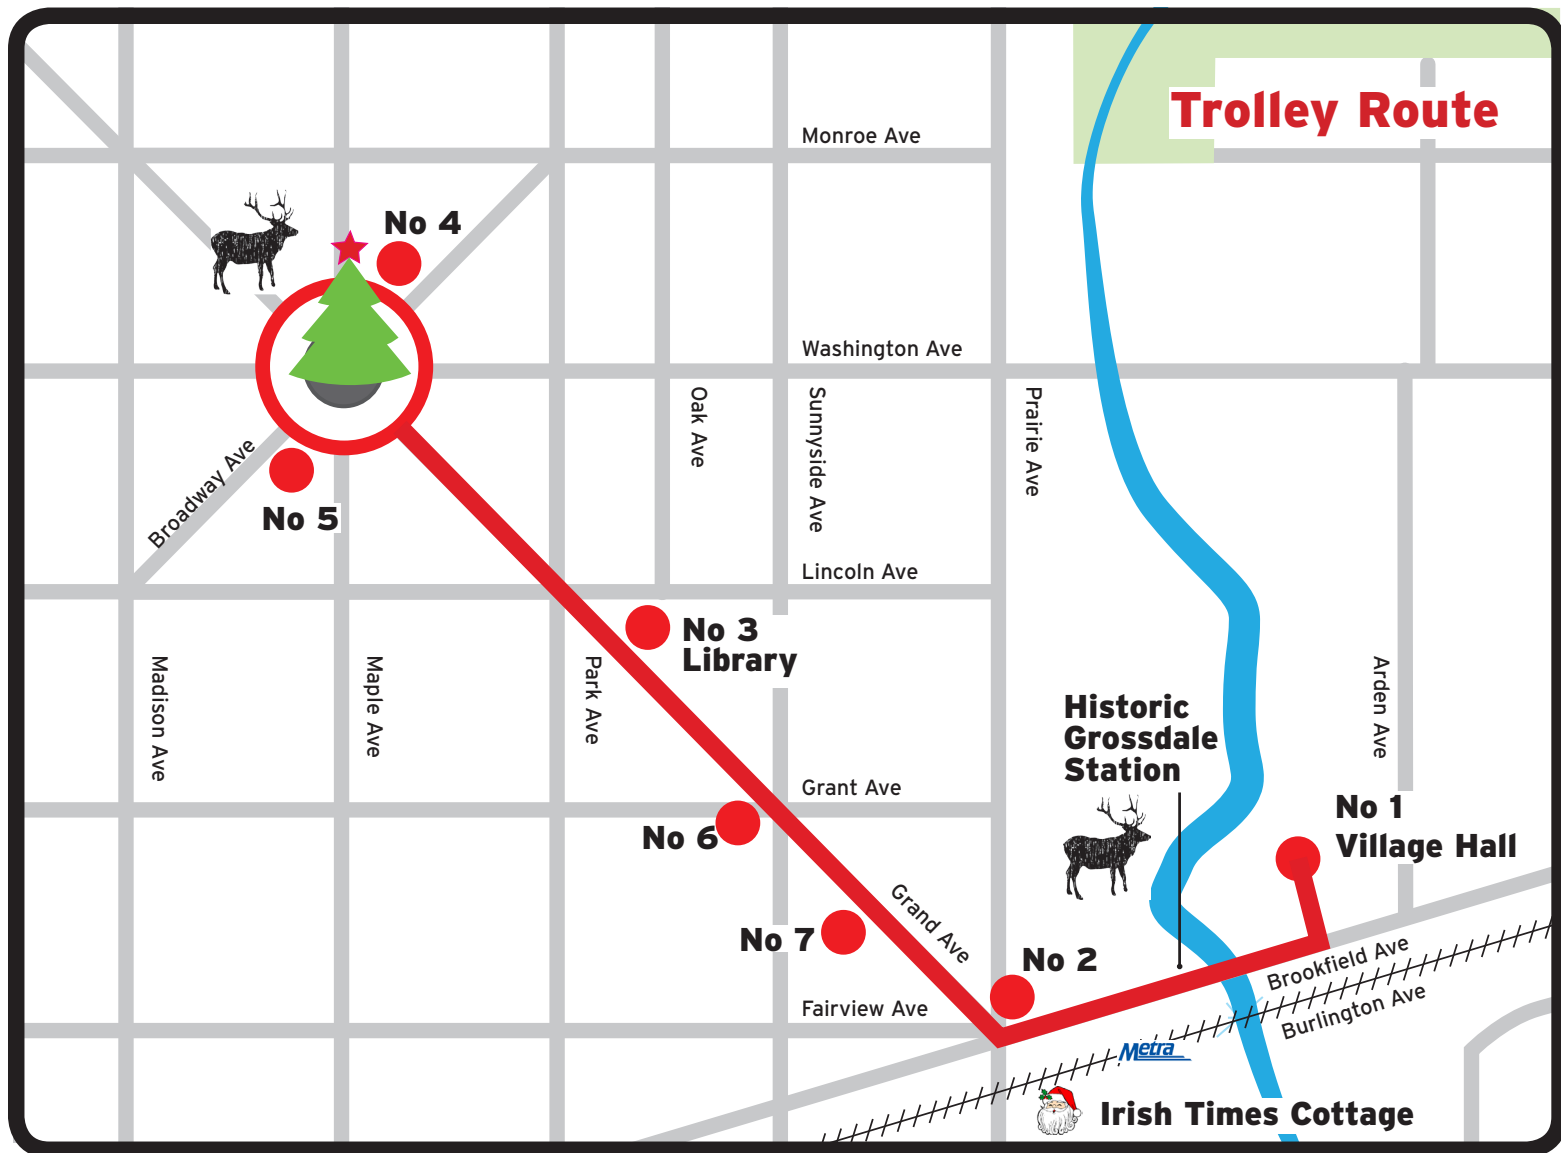 Trolley Route
Monroe Ave
No 4
Washington Ave
Oak Ave
Sunnyside Ave
Prairie Ave
Broadway Ave
No 5
Lincoln Ave
No 3
Library
Madison Ave
Maple Ave
Park Ave
Arden Ave
Historic
Grossdale
Station
Grant Ave
No 1
Village Hall
No 6
Grand Ave
No 7
No 2
Brookfield Ave
Fairview Ave
Burlington Ave
Metra
Irish Times Cottage